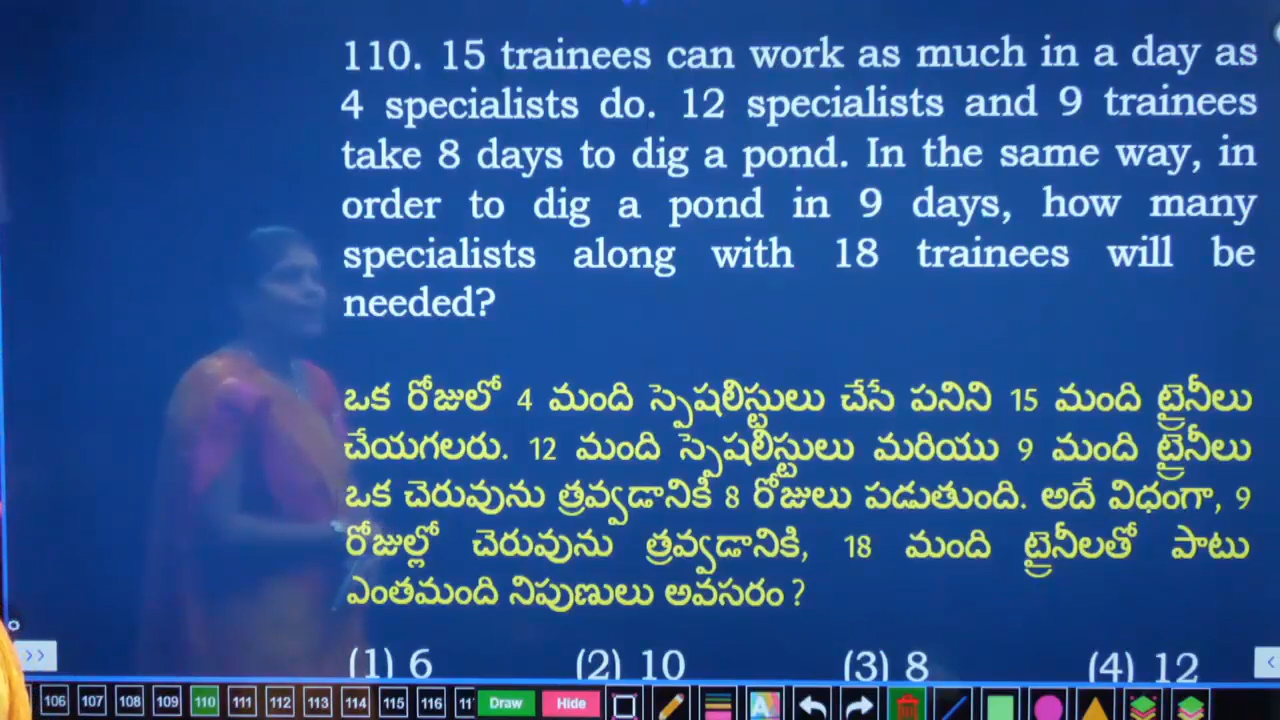 110. 15 trainees can work as much in a day as
4 specialists do. 12 specialists and 9 trainees
take 8 days to dig a pond. In the same way, in
order to dig a pond in 9 days, how many
specialists along with 18 trainees will be
needed?
ఒక రోజులో 4 మంది స్పెషలిస్టులు చేసే పనిని 15 మంది ట్రైనీలు
చేయగలరు. 12 మంది స్పెషలిస్టులు మరియు 9 మంది ట్రైనీలు
ఒక చెరువును త్రవ్వడానికి 8 రోజులు పడుతుంది. అదే విధంగా, 9
రోజుల్లో చెరువును త్రవ్వడానికి, 18 మంది ట్రైనీలతో పాటు
ఎంతమంది నిపుణులు అవసరం ?
(1) 6 (2) 10 (3) 8 (4) 12
>> <
106 107 108 109 110 111 112 113 114 115 116 11 Draw Hide A